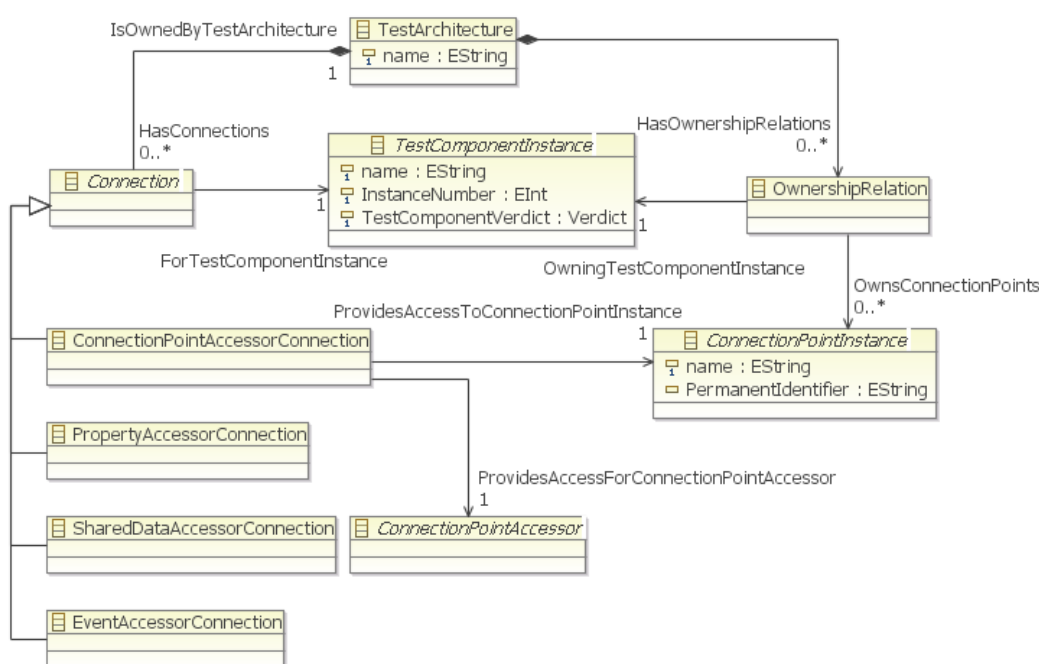 IsOwnedByTestArchitecture
TestArchitecture
name : EString
1
HasConnections
0..*
HasOwnershipRelations
0..*
TestComponentInstance
name : EString
InstanceNumber : EInt
TestComponentVerdict : Verdict
Connection
1
OwnershipRelation
1
ForTestComponentInstance
OwningTestComponentInstance
OwnsConnectionPoints
0..*
ProvidesAccessToConnectionPointInstance
1
ConnectionPointAccessorConnection
ConnectionPointInstance
name : EString
PermanentIdentifier : EString
PropertyAccessorConnection
ProvidesAccessForConnectionPointAccessor
1
SharedDataAccessorConnection
ConnectionPointAccessor
EventAccessorConnection